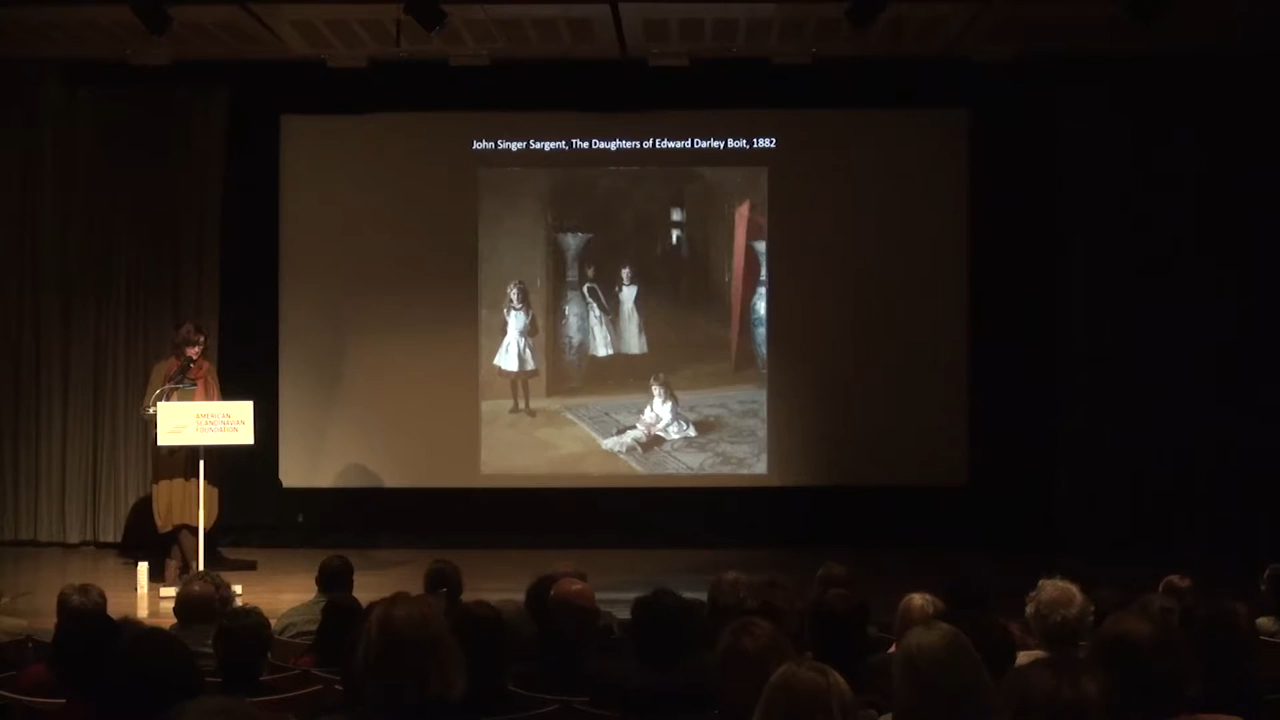 John Singer Sargent, The Daughters of Edward Darley Boit, 1882
AMERICAN
SCANDINAVIAN
FOUNDATION